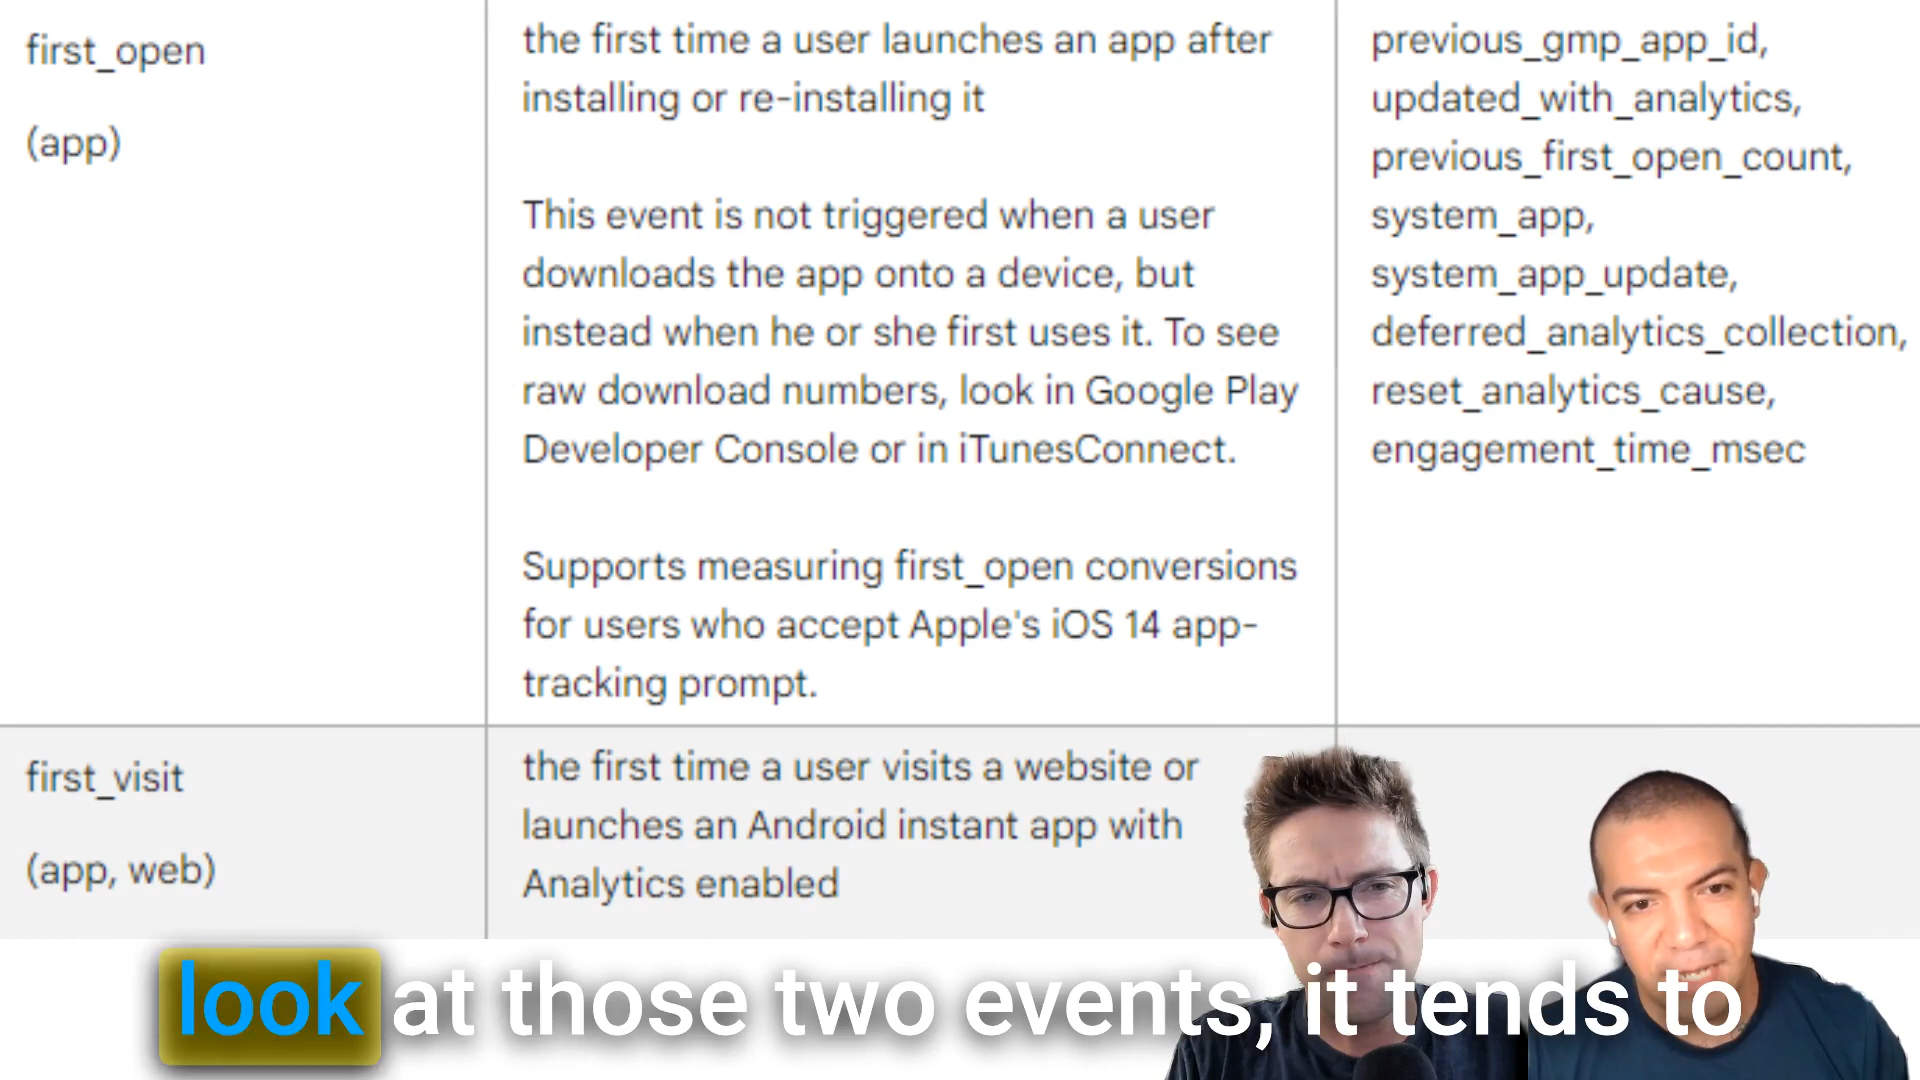 first_open
(app)
the first time a user launches an app after
installing or re-installing it
This event is not triggered when a user
downloads the app onto a device, but
instead when he or she first uses it. To see
raw download numbers, look in Google Play
Developer Console or in iTunesConnect.
Supports measuring first_open conversions
for users who accept Apple's iOS 14 app-
tracking prompt.
previous_gmp_app_id,
updated_with_analytics,
previous_first_open_count,
system_app,
system_app_update,
deferred_analytics_collection,
reset_analytics_cause,
engagement_time_msec
first_visit
(app, web)
the first time a user visits a website or
launches an Android instant app with
Analytics enabled
look at those two events, it tends to